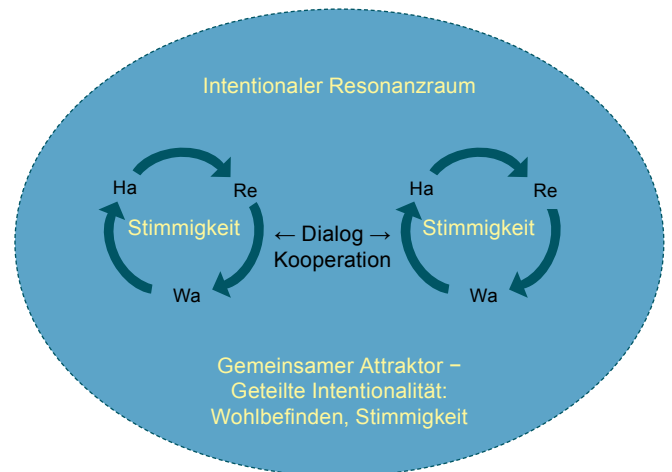 Intentionaler Resonanzraum
Ha
Re
Stimmigkeit
Wa
← Dialog →
Kooperation
Ha
Re
Stimmigkeit
Wa
Gemeinsamer Attraktor –
Geteilte Intentionalität:
Wohlbefinden, Stimmigkeit